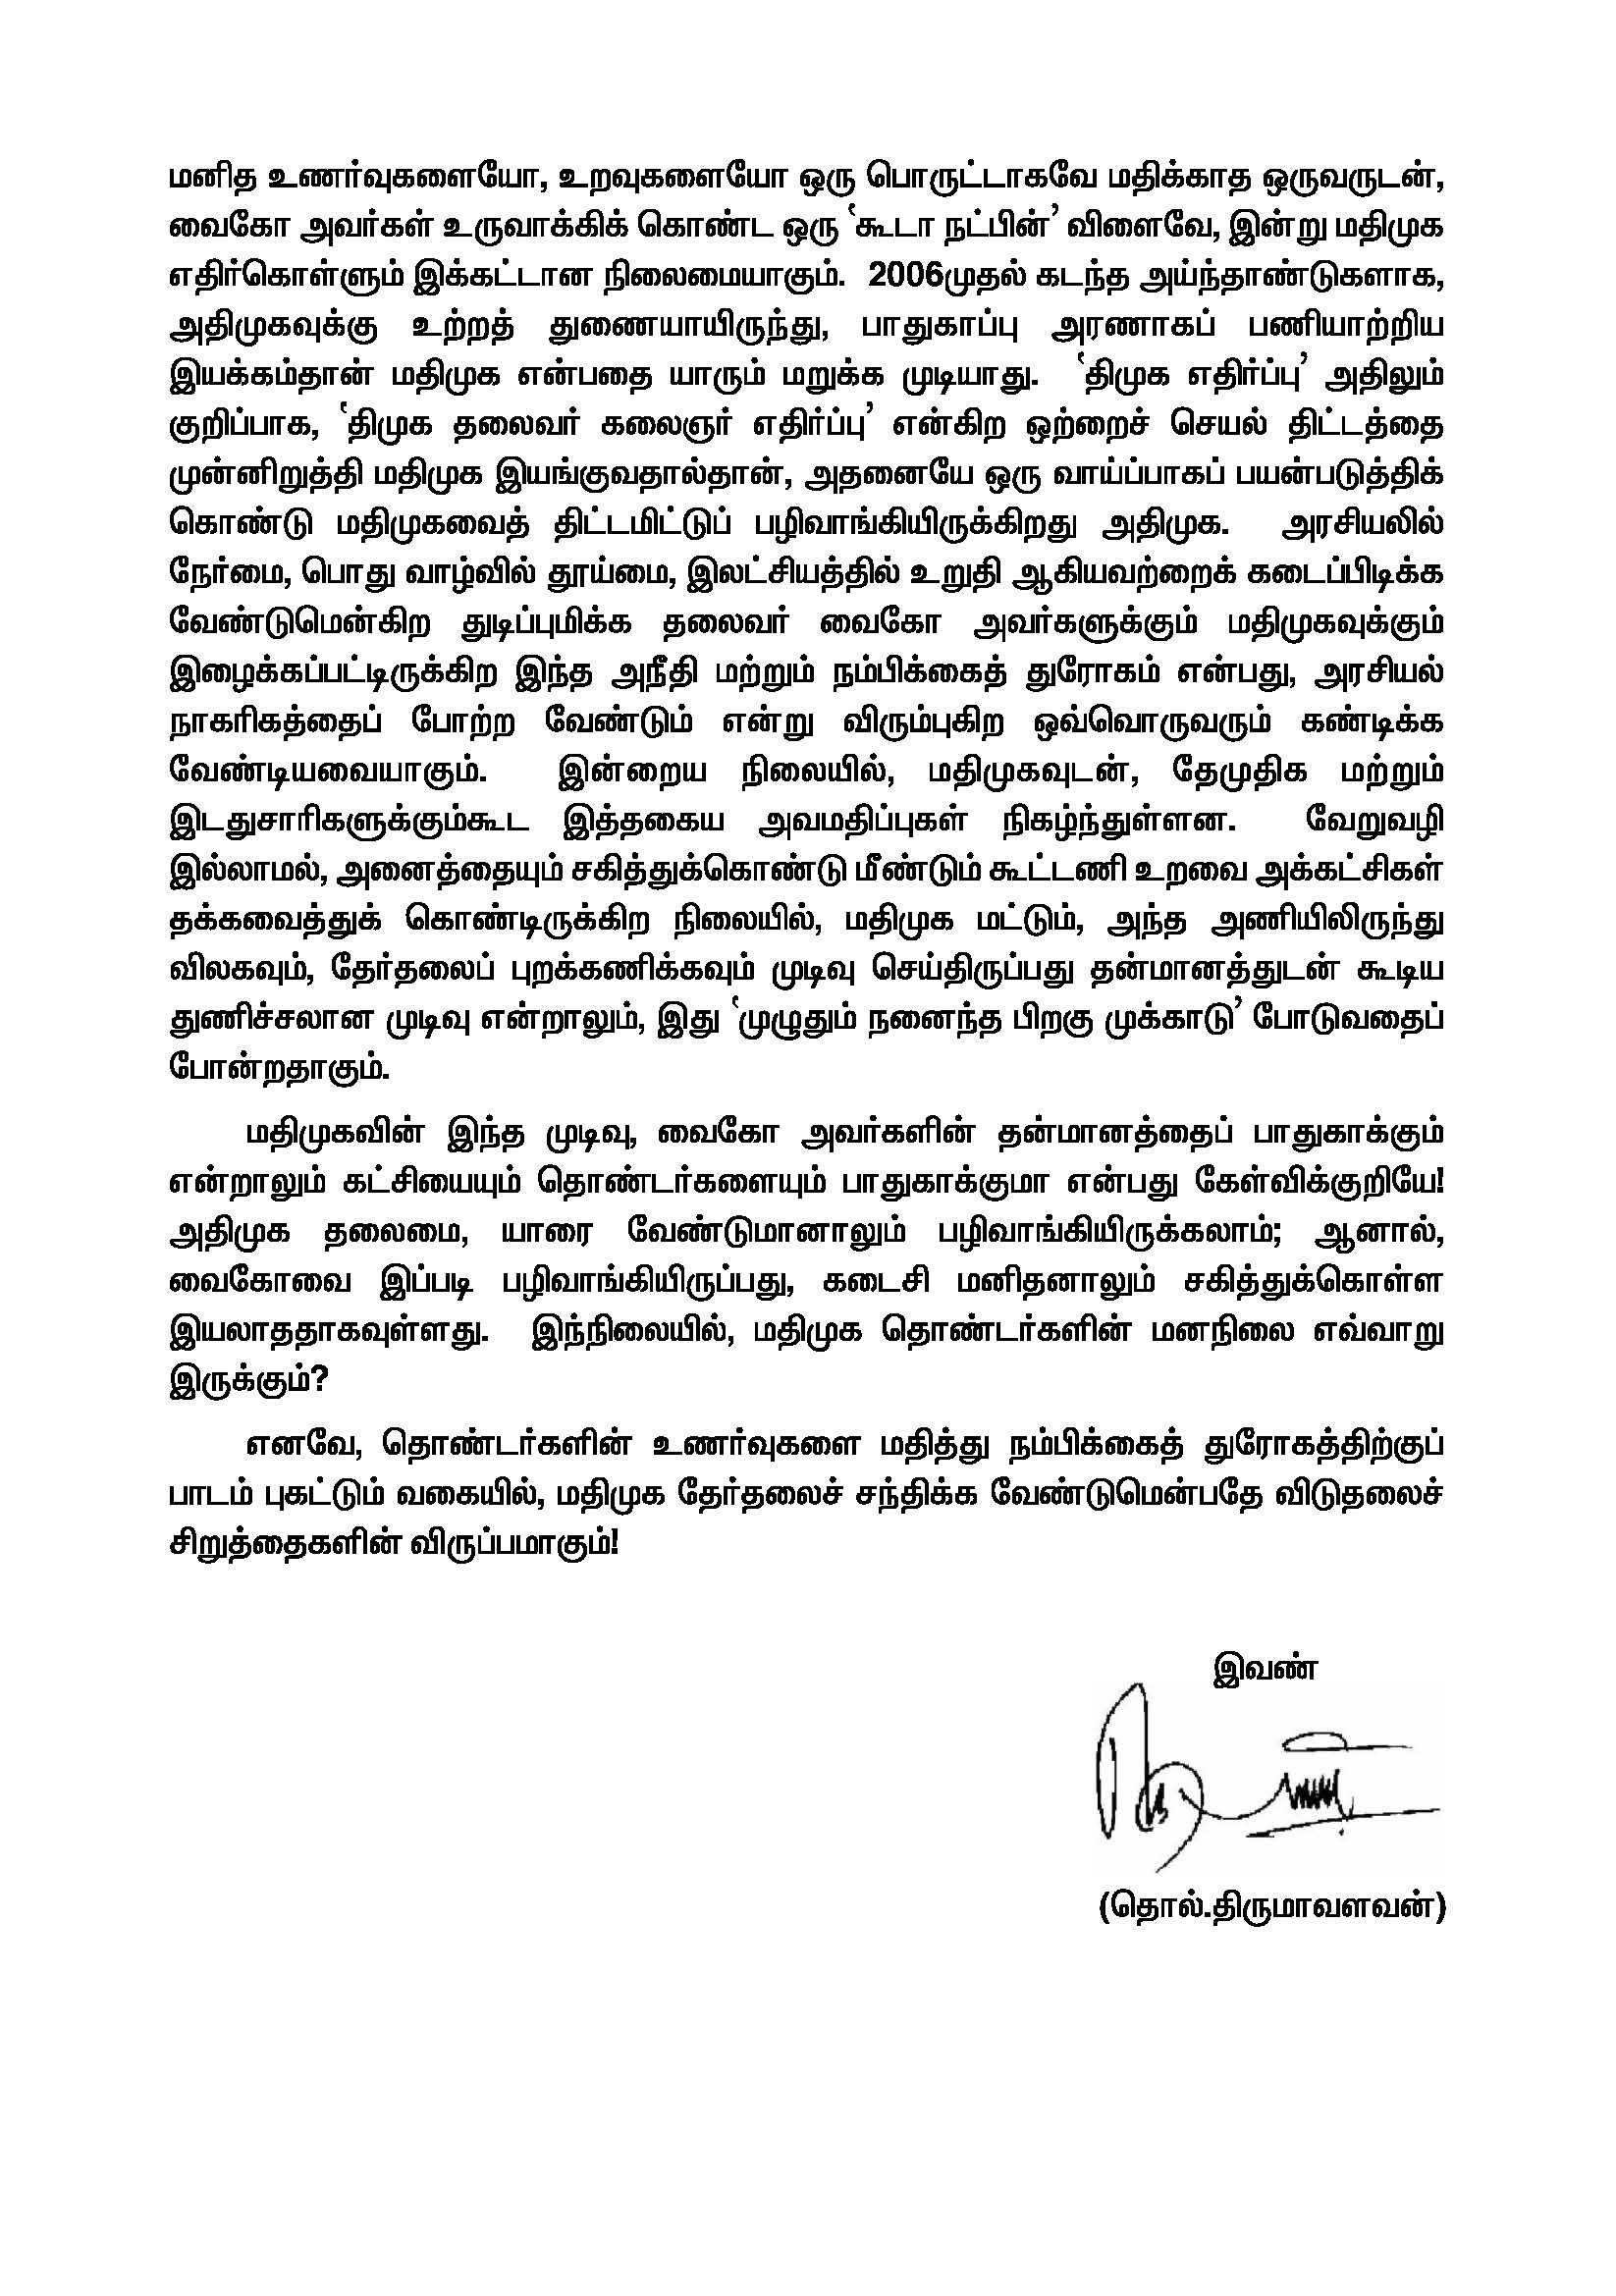 மனித உணர்வுகளையோ, உறவுகளையோ ஒரு பொருட்டாகவே மதிக்காத ஒருவருடன்,
வைகோ அவர்கள் உருவாக்கிக் கொண்ட ஒரு ‘கூடா நட்பின்’ விளைவே, இன்று மதிமுக
எதிர்கொள்ளும் இக்கட்டான நிலைமையாகும். 2006முதல் கடந்த அய்ந்தாண்டுகளாக,
அதிமுகவுக்கு உற்றத் துணையாயிருந்து, பாதுகாப்பு அரணாகப் பணியாற்றிய
இயக்கம்தான் மதிமுக என்பதை யாரும் மறுக்க முடியாது. ‘திமுக எதிர்ப்பு’ அதிலும்
குறிப்பாக, ‘திமுக தலைவர் கலைஞர் எதிர்ப்பு’ என்கிற ஒற்றைச் செயல் திட்டத்தை
முன்னிறுத்தி மதிமுக இயங்குவதால்தான், அதனையே ஒரு வாய்ப்பாகப் பயன்படுத்திக்
கொண்டு மதிமுகவைத் திட்டமிட்டுப் பழிவாங்கியிருக்கிறது அதிமுக. அரசியலில்
நேர்மை, பொது வாழ்வில் தூய்மை, இலட்சியத்தில் உறுதி ஆகியவற்றைக் கடைப்பிடிக்க
வேண்டுமென்கிற துடிப்புமிக்க தலைவர் வைகோ அவர்களுக்கும் மதிமுகவுக்கும்
இழைக்கப்பட்டிருக்கிற இந்த அநீதி மற்றும் நம்பிக்கைத் துரோகம் என்பது, அரசியல்
நாகரிகத்தைப் போற்ற வேண்டும் என்று விரும்புகிற ஒவ்வொருவரும் கண்டிக்க
வேண்டியவையாகும். இன்றைய நிலையில், மதிமுகவுடன், தேமுதிக மற்றும்
இடதுசாரிகளுக்கும்கூட இத்தகைய அவமதிப்புகள் நிகழ்ந்துள்ளன. வேறுவழி
இல்லாமல், அனைத்தையும் சகித்துக்கொண்டு மீண்டும் கூட்டணி உறவை அக்கட்சிகள்
தக்கவைத்துக் கொண்டிருக்கிற நிலையில், மதிமுக மட்டும், அந்த அணியிலிருந்து
விலகவும், தேர்தலைப் புறக்கணிக்கவும் முடிவு செய்திருப்பது தன்மானத்துடன் கூடிய
துணிச்சலான முடிவு என்றாலும், இது ‘முழுதும் நனைந்த பிறகு முக்காடு’ போடுவதைப்
போன்றதாகும்.
மதிமுகவின் இந்த முடிவு, வைகோ அவர்களின் தன்மானத்தைப் பாதுகாக்கும்
என்றாலும் கட்சியையும் தொண்டர்களையும் பாதுகாக்குமா என்பது கேள்விக்குறியே!
அதிமுக தலைமை, யாரை வேண்டுமானாலும் பழிவாங்கியிருக்கலாம்; ஆனால்,
வைகோவை இப்படி பழிவாங்கியிருப்பது, கடைசி மனிதனாலும் சகித்துக்கொள்ள
இயலாததாகவுள்ளது. இந்நிலையில், மதிமுக தொண்டர்களின் மனநிலை எவ்வாறு
இருக்கும்?
எனவே, தொண்டர்களின் உணர்வுகளை மதித்து நம்பிக்கைத் துரோகத்திற்குப்
பாடம் புகட்டும் வகையில், மதிமுக தேர்தலைச் சந்திக்க வேண்டுமென்பதே விடுதலைச்
சிறுத்தைகளின் விருப்பமாகும்!
இவண்
(தொல்.திருமாவளவன்)